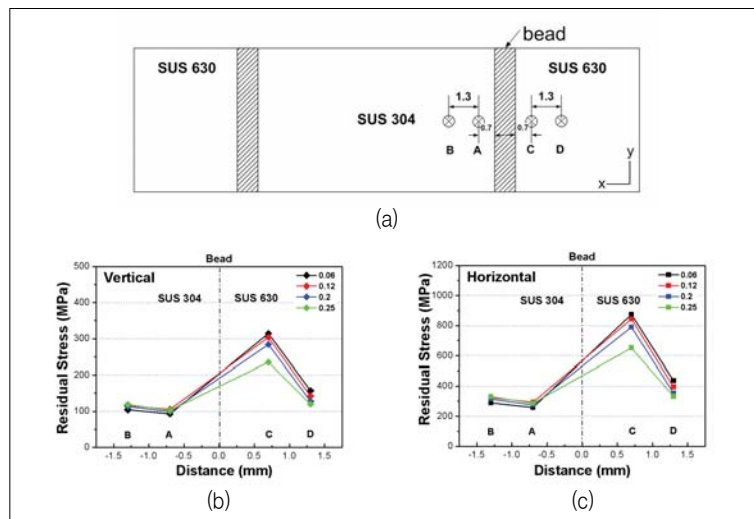 bead
SUS 630
SUS 630
1.3
1.3
SUS 304
0.7
0.7
B
A
C
D
y
x
(a)
Bead
Vertical
SUS 304
SUS 630
0.06
0.12
0.2
0.25
Residual Stress (MPa)
500
400
300
200
100
0
B
A
C
D
-1.5
-1.0
-0.5
0.0
0.5
1.0
1.5
Distance (mm)
(b)
Bead
Horizontal
SUS 304
SUS 630
0.06
0.12
0.2
0.25
Residual Stress (MPa)
1200
1000
800
600
400
200
0
B
A
C
D
-1.5
-1.0
-0.5
0.0
0.5
1.0
1.5
Distance (mm)
(c)